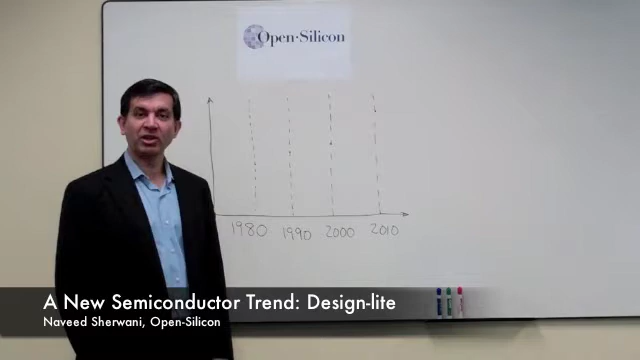 Open-Silicon
1980 1990 2000 2010
A New Semiconductor Trend: Design-lite
Naveed Sherwani, Open-Silicon